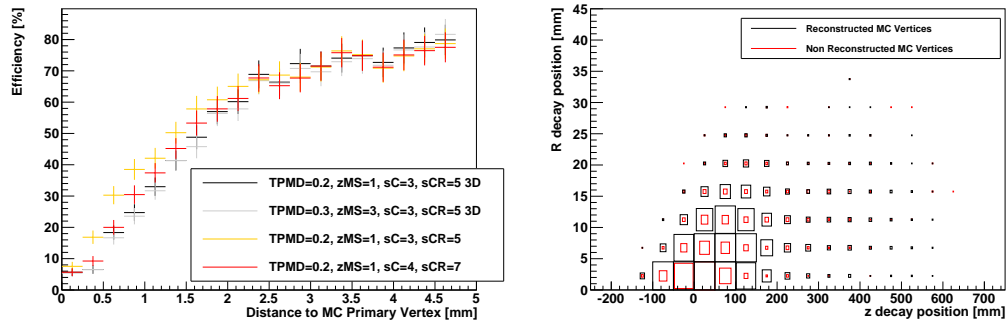 Efficiency [%]
80
70
60
50
40
30
20
10
0
TPMD=0.2, zMS=1, sC=3, sCR=5 3D
TPMD=0.3, zMS=3, sC=3, sCR=5 3D
TPMD=0.2, zMS=1, sC=3, sCR=5
TPMD=0.2, zMS=1, sC=4, sCR=7
0 0.5 1 1.5 2 2.5 3 3.5 4 4.5 5
Distance to MC Primary Vertex [mm]
R decay position [mm]
45
40
35
30
25
20
15
10
5
0
Reconstructed MC Vertices
Non Reconstructed MC Vertices
-200 -100 0 100 200 300 400 500 600 700
z decay position [mm]